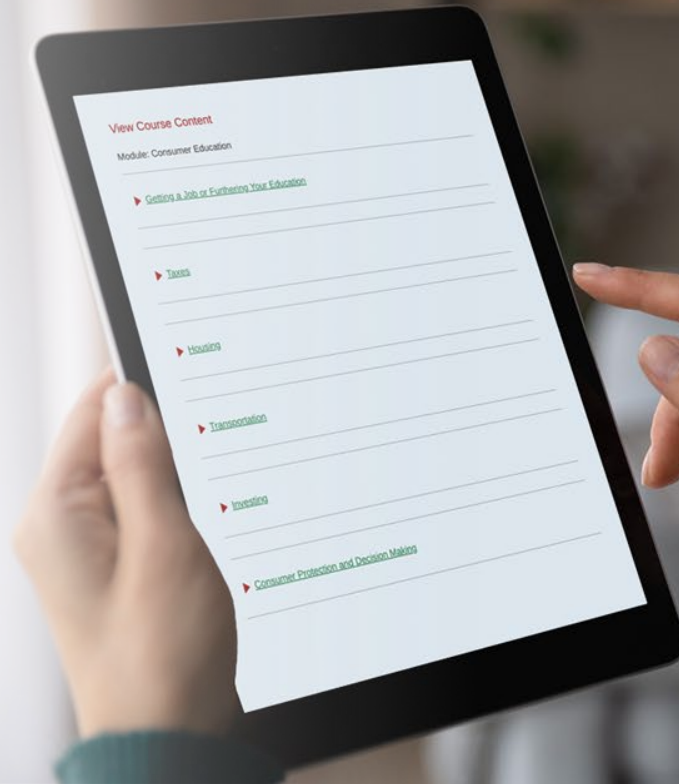 View Course Content
Module: Consumer Education
Getting a Job or Furthering Your Education
Taxes
Housing
Transportation
Investing
Consumer Protection and Decision Making